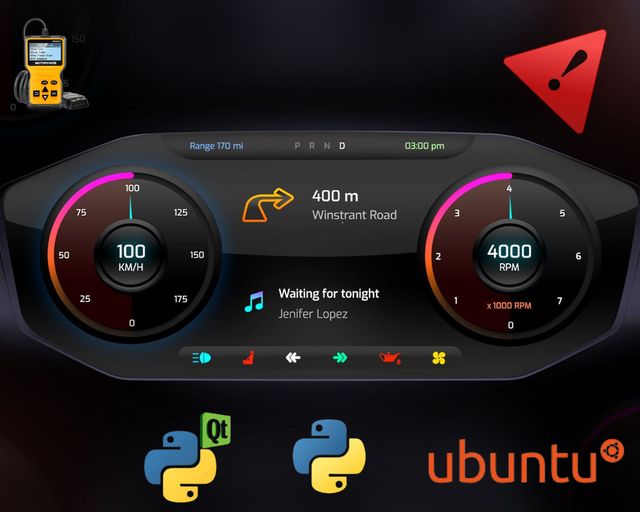 150
0
MOTOPOWER
Range 170 mi
P R N D
03:00 pm
100
75
125
50
150
25
175
0
100
KM/H
400 m
Winstrant Road
Waiting for tonight
Jenifer Lopez
4
3
5
2
6
1
7
0
4000
RPM
x 1000 RPM
Qt
ubuntu